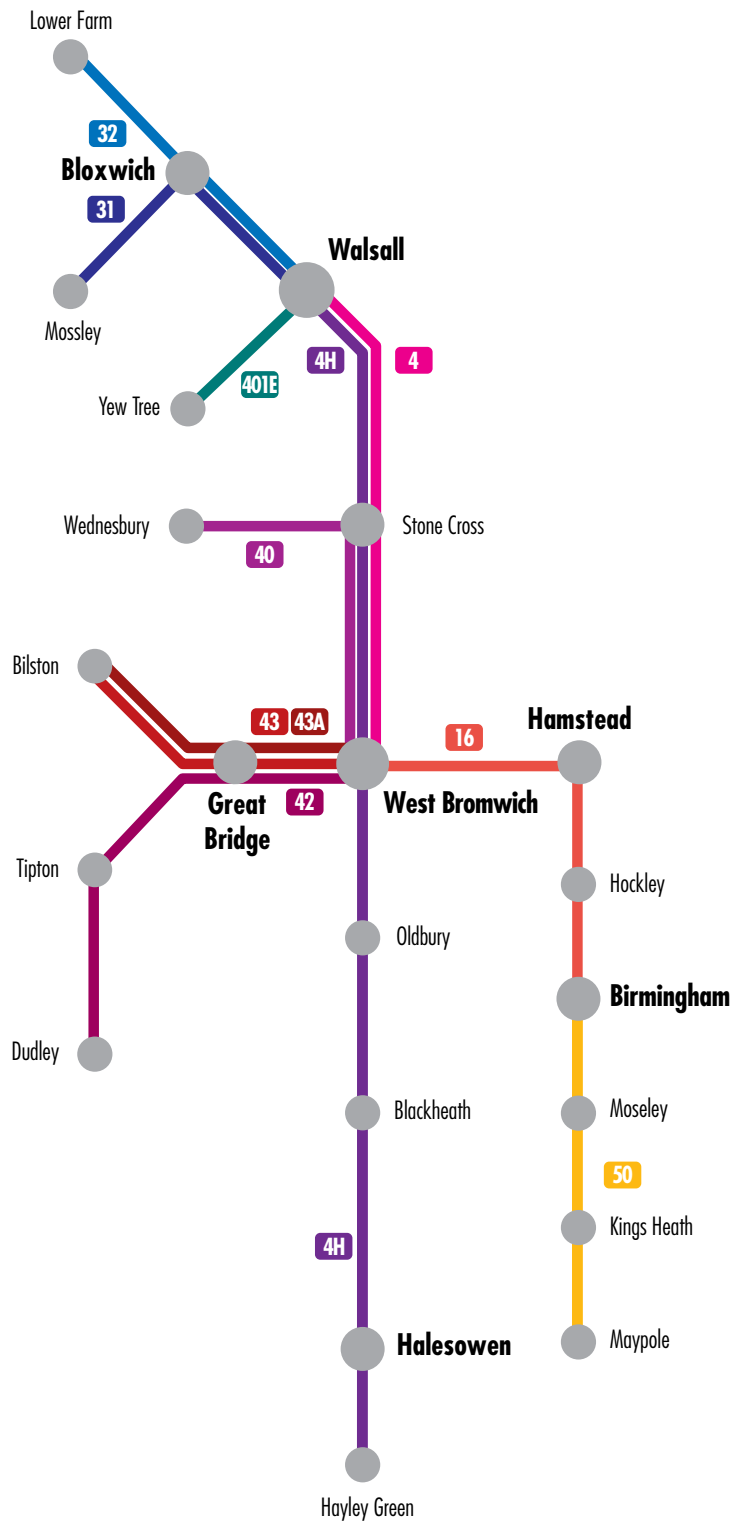 Lower Farm
32
Bloxwich
31
Walsall
Mossley
4H
4
401E
Yew Tree
Wednesbury
Stone Cross
40
Bilston
43
43A
16
Hamstead
Great
Bridge
42
West Bromwich
Tipton
Hockley
Oldbury
Birmingham
Dudley
Blackheath
Moseley
50
Kings Heath
4H
Halesowen
Maypole
Hayley Green